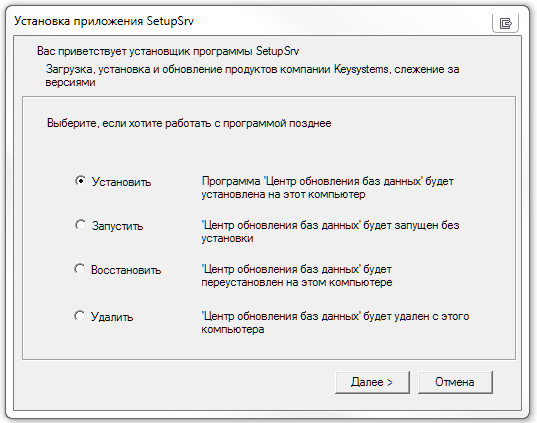 Установка приложения SetupSrv
Вас приветствует установщик программы SetupSrv
Загрузка, установка и обновление продуктов компании Keysystems, слежение за
версиями
Выберите, если хотите работать с программой позднее
Установить
Программа 'Центр обновления баз данных' будет
установлена на этот компьютер
Запустить
'Центр обновления баз данных' будет запущен без
установки
Восстановить
'Центр обновления баз данных' будет
переустановлен на этом компьютере
Удалить
'Центр обновления баз данных' будет удален с этого
компьютера
Далее >
Отмена